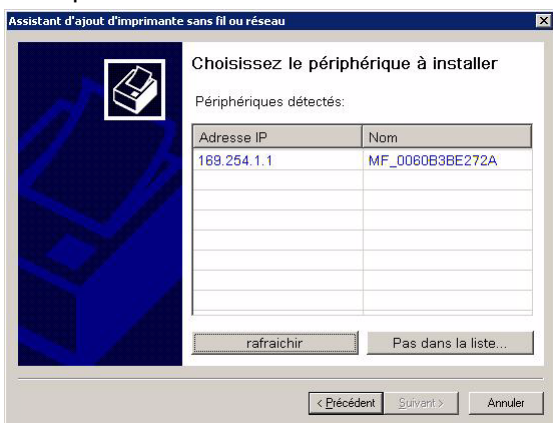 Assistant d'ajout d'imprimante sans fil ou réseau
Choisissez le périphérique à installer
Périphériques détectés:
Adresse IP Nom
169.254.1.1 MF_0060B3BE272A
rafraichir Pas dans la liste...
< Précédent Suivant > Annuler